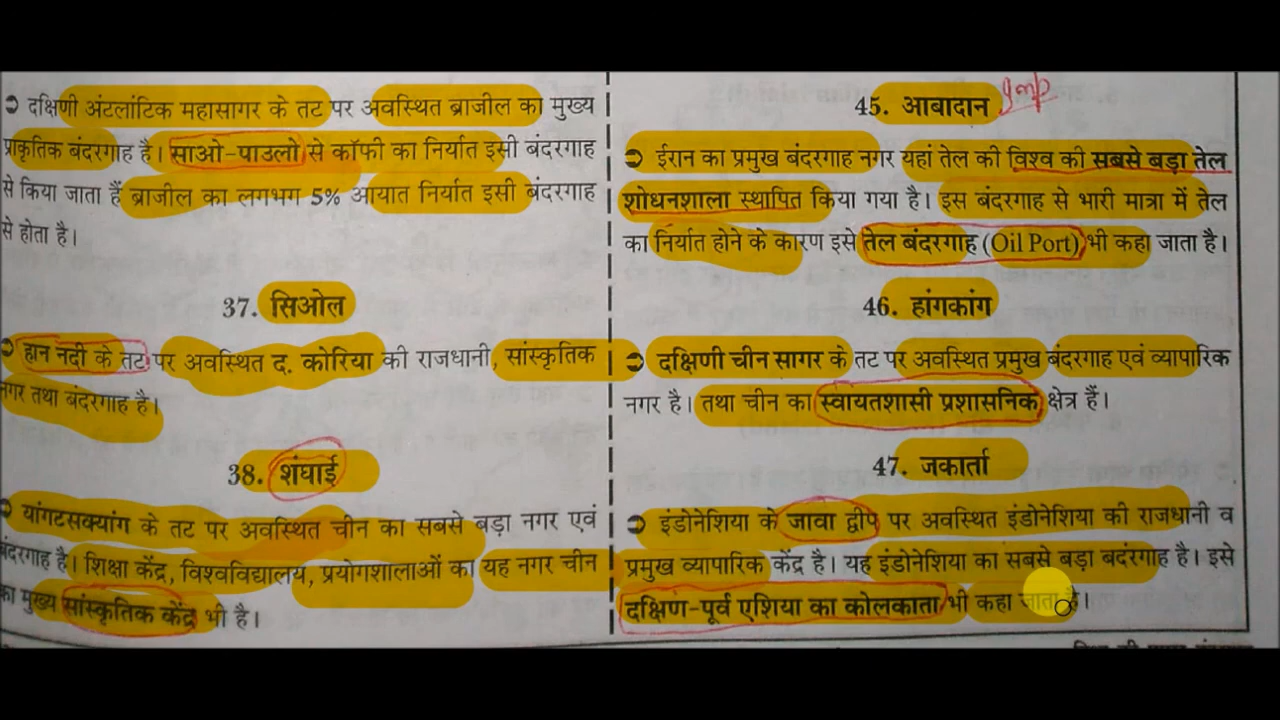 ➲ दक्षिणी अंटलांटिक महासागर के तट पर अवस्थित ब्राजील का मुख्य
प्राकृतिक बंदरगाह है। साओ-पाउलो से कॉफी का निर्यात इसी बंदरगाह
से किया जाता हैं ब्राजील का लगभग 5% आयात निर्यात इसी बंदरगाह
से होता है।
37. सिओल
➲ हान नदी के तट पर अवस्थित द. कोरिया की राजधानी, सांस्कृतिक
नगर तथा बंदरगाह है।
38. शंघाई
➲ यांगटसक्यांग के तट पर अवस्थित चीन का सबसे बड़ा नगर एवं
बंदरगाह है। शिक्षा केंद्र, विश्वविद्यालय, प्रयोगशालाओं का यह नगर चीन
का मुख्य सांस्कृतिक केंद्र भी है।
45. आबादान Imp
➲ ईरान का प्रमुख बंदरगाह नगर यहां तेल की विश्व की सबसे बड़ा तेल
शोधनशाला स्थापित किया गया है। इस बंदरगाह से भारी मात्रा में तेल
का निर्यात होने के कारण इसे तेल बंदरगाह (Oil Port) भी कहा जाता है।
46. हांगकांग
➲ दक्षिणी चीन सागर के तट पर अवस्थित प्रमुख बंदरगाह एवं व्यापारिक
नगर है। तथा चीन का स्वायतशासी प्रशासनिक क्षेत्र हैं।
47. जकार्ता
➲ इंडोनेशिया के जावा द्वीप पर अवस्थित इंडोनेशिया की राजधानी व
प्रमुख व्यापारिक केंद्र है। यह इंडोनेशिया का सबसे बड़ा बदंरगाह है। इसे
दक्षिण-पूर्व एशिया का कोलकाता भी कहा जाता है।